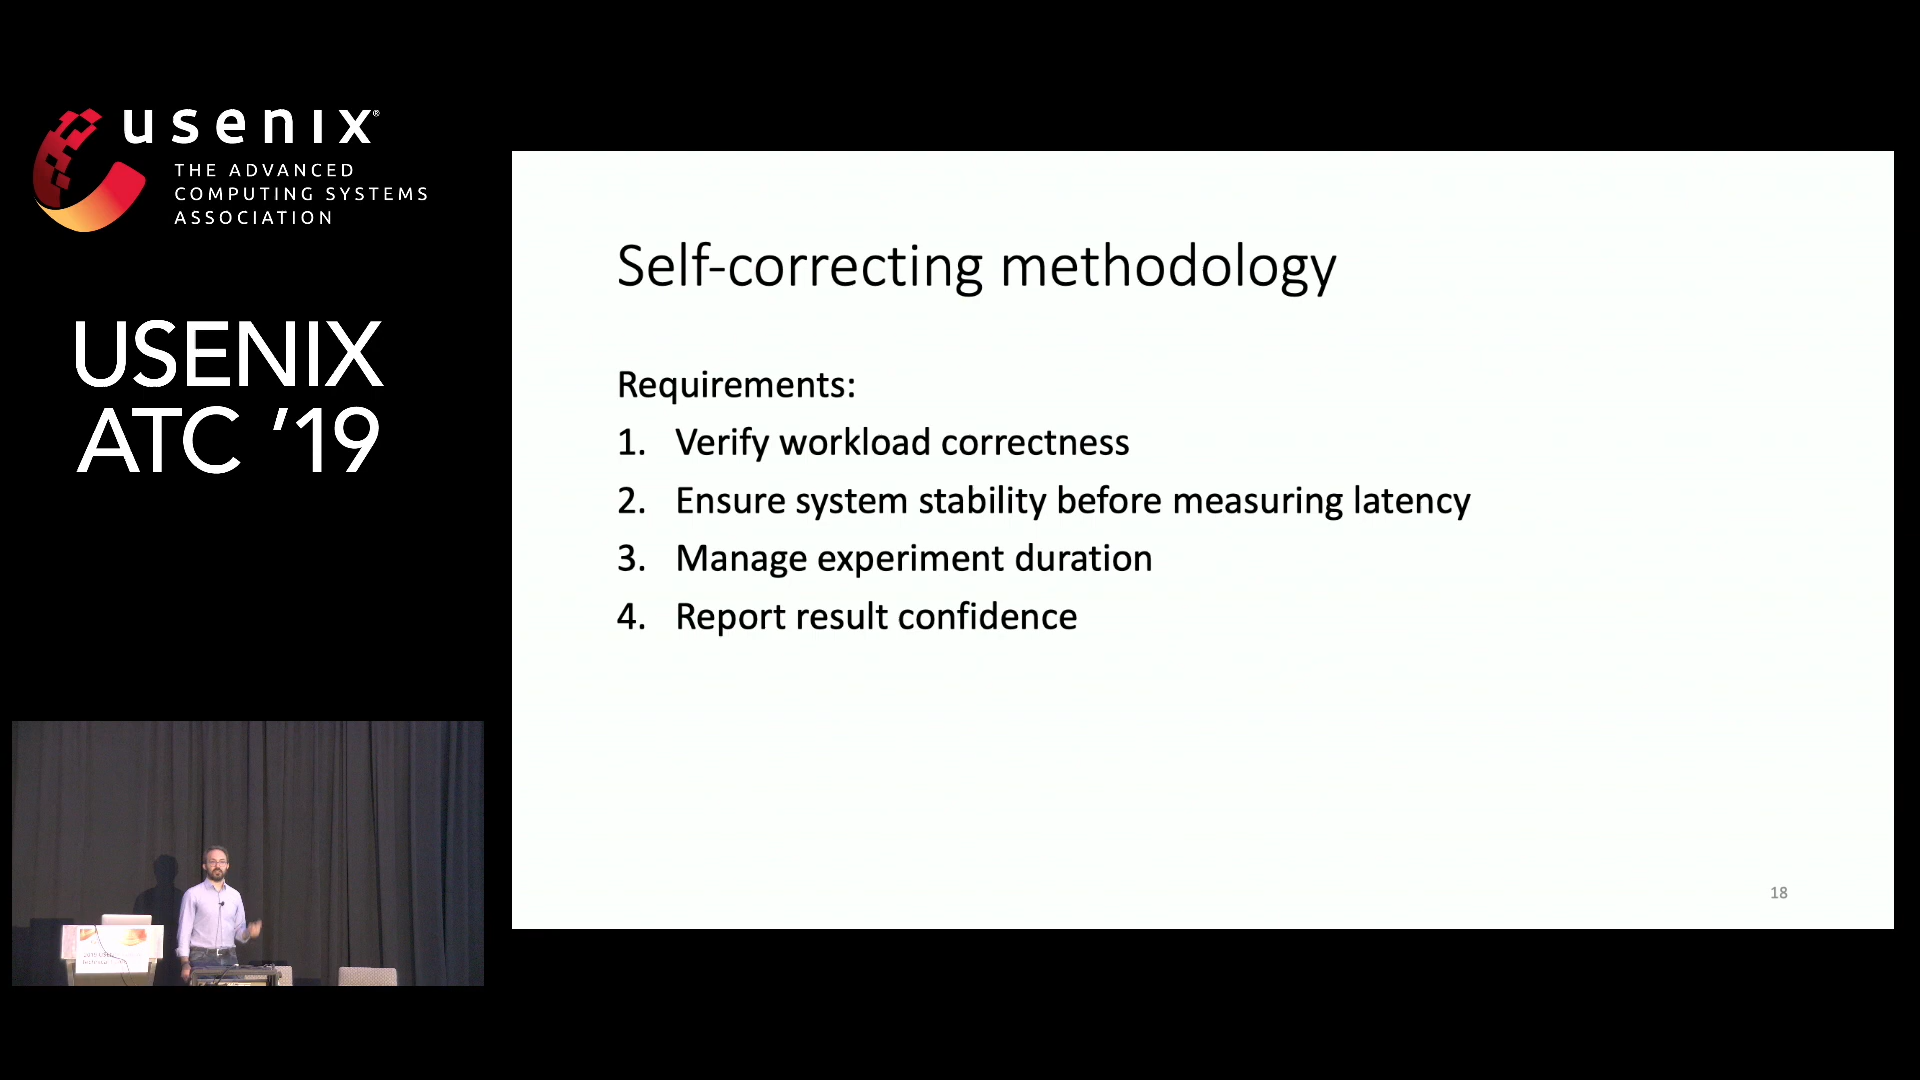 usenix®
THE ADVANCED
COMPUTING SYSTEMS
ASSOCIATION
USENIX
ATC ’19
Self-correcting methodology
Requirements:
1. Verify workload correctness
2. Ensure system stability before measuring latency
3. Manage experiment duration
4. Report result confidence
18